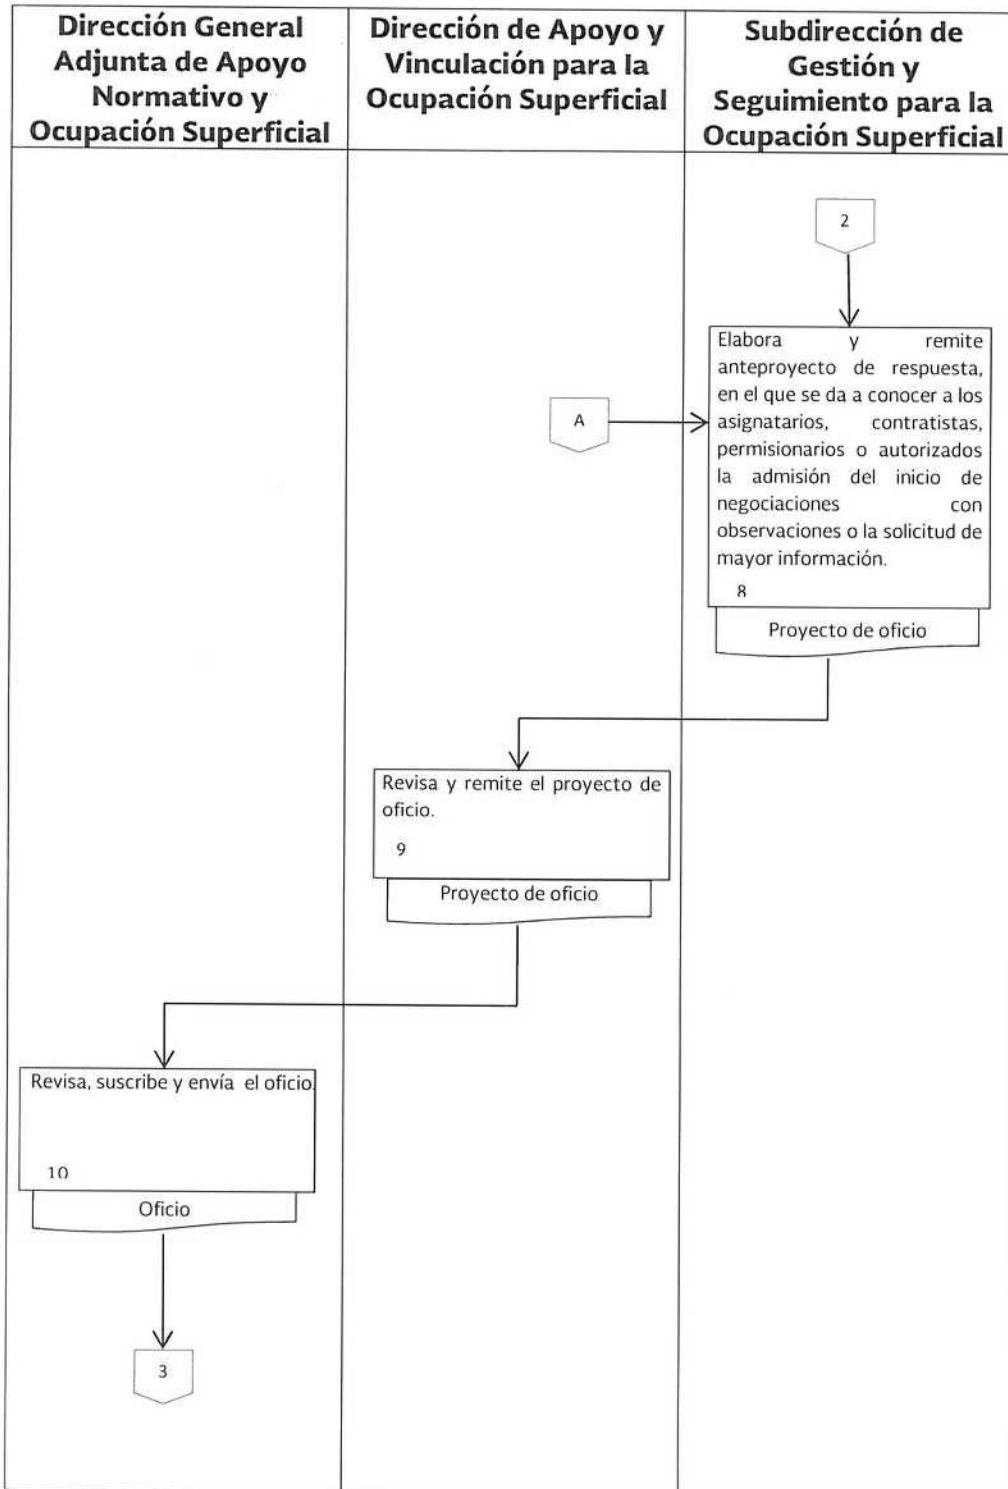 Dirección General
Adjunta de Apoyo
Normativo y
Ocupación Superficial
Dirección de Apoyo y
Vinculación para la
Ocupación Superficial
Subdirección de
Gestión y
Seguimiento para la
Ocupación Superficial
2
Elabora y remite
anteproyecto de respuesta,
en el que se da a conocer a los
asignatarios, contratistas,
permisionarios o autorizados
la admisión del inicio de
negociaciones con
observaciones o la solicitud de
mayor información.
8
Proyecto de oficio
A
Revisa y remite el proyecto de
oficio.
9
Proyecto de oficio
Revisa, suscribe y envía el oficio
10
Oficio
3